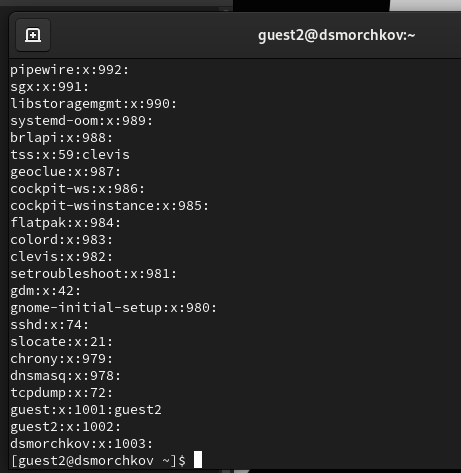 guest2@dsmorchkov:~
pipewire:x:992:
sgx:x:991:
libstoragemgmt:x:990:
systemd-oom:x:989:
brlapi:x:988:
tss:x:59:clevis
geoclue:x:987:
cockpit-ws:x:986:
cockpit-wsinstance:x:985:
flatpak:x:984:
colord:x:983:
clevis:x:982:
setroubleshoot:x:981:
gdm:x:42:
gnome-initial-setup:x:980:
sshd:x:74:
slocate:x:21:
chrony:x:979:
dnsmasq:x:978:
tcpdump:x:72:
guest:x:1001:guest2
guest2:x:1002:
dsmorchkov:x:1003:
[guest2@dsmorchkov ~]$